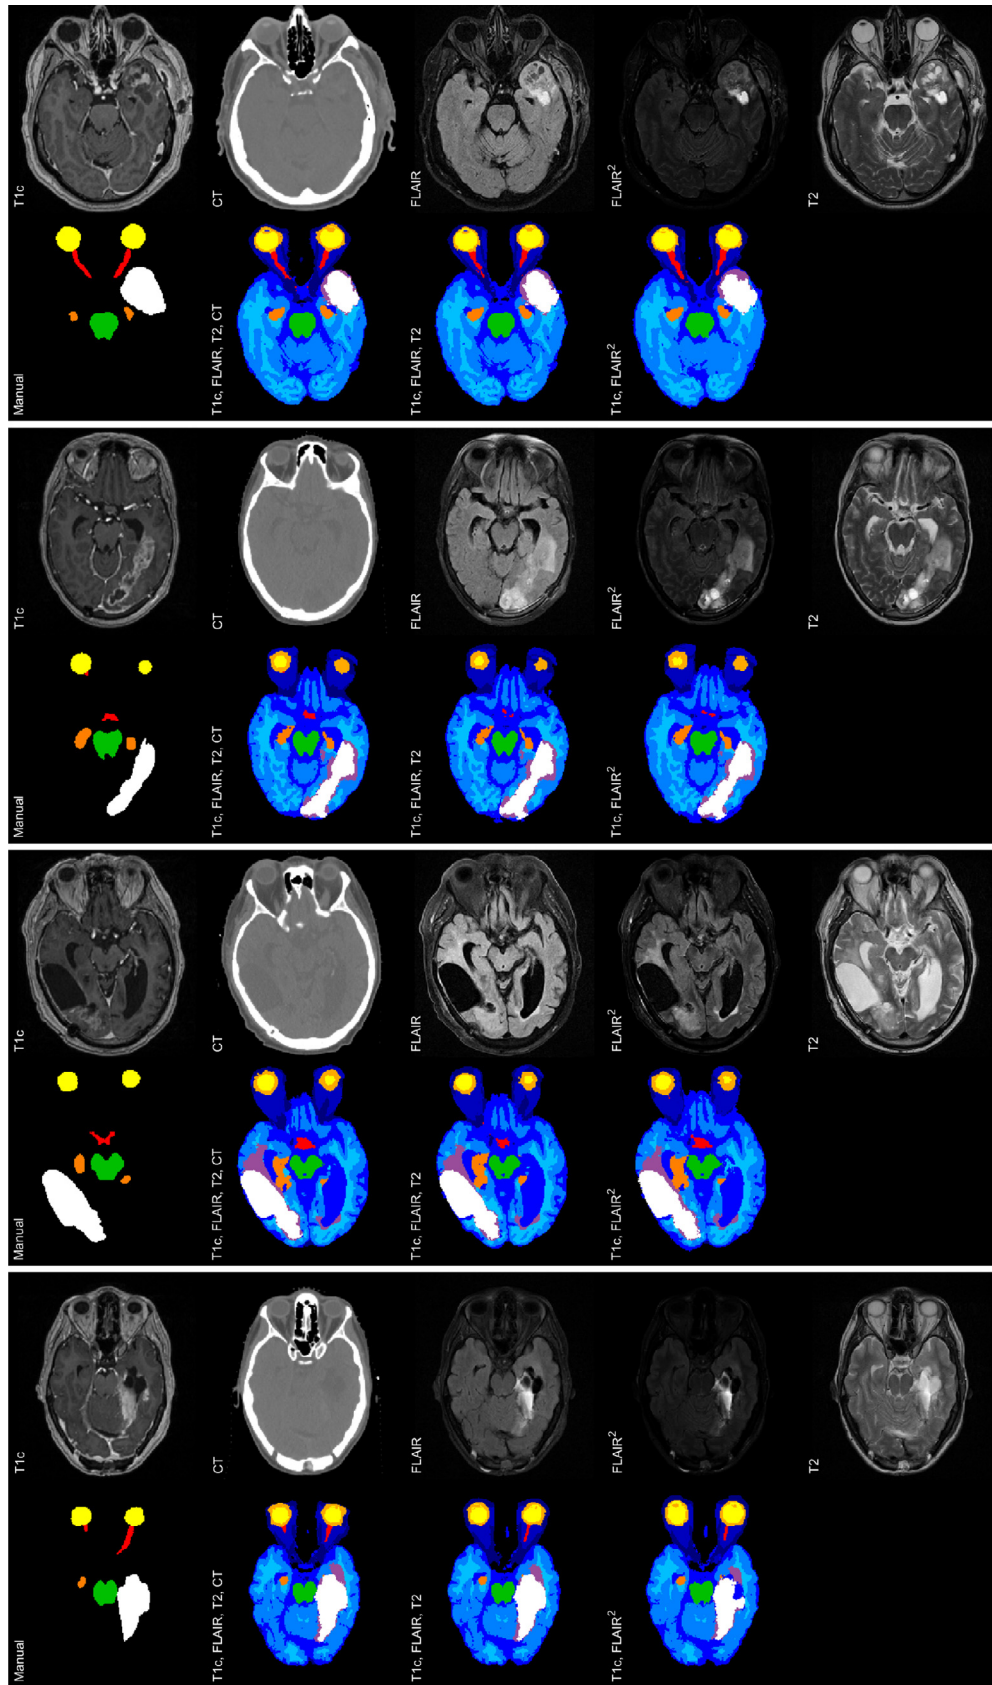 Manual
T1c
T1c, FLAIR, T2, CT
CT
T1c, FLAIR, T2
FLAIR
T1c, FLAIR²
FLAIR²
T2
Manual
T1c
T1c, FLAIR, T2, CT
CT
T1c, FLAIR, T2
FLAIR
T1c, FLAIR²
FLAIR²
T2
Manual
T1c
T1c, FLAIR, T2, CT
CT
T1c, FLAIR, T2
FLAIR
T1c, FLAIR²
FLAIR²
T2
Manual
T1c
T1c, FLAIR, T2, CT
CT
T1c, FLAIR, T2
FLAIR
T1c, FLAIR²
FLAIR²
T2